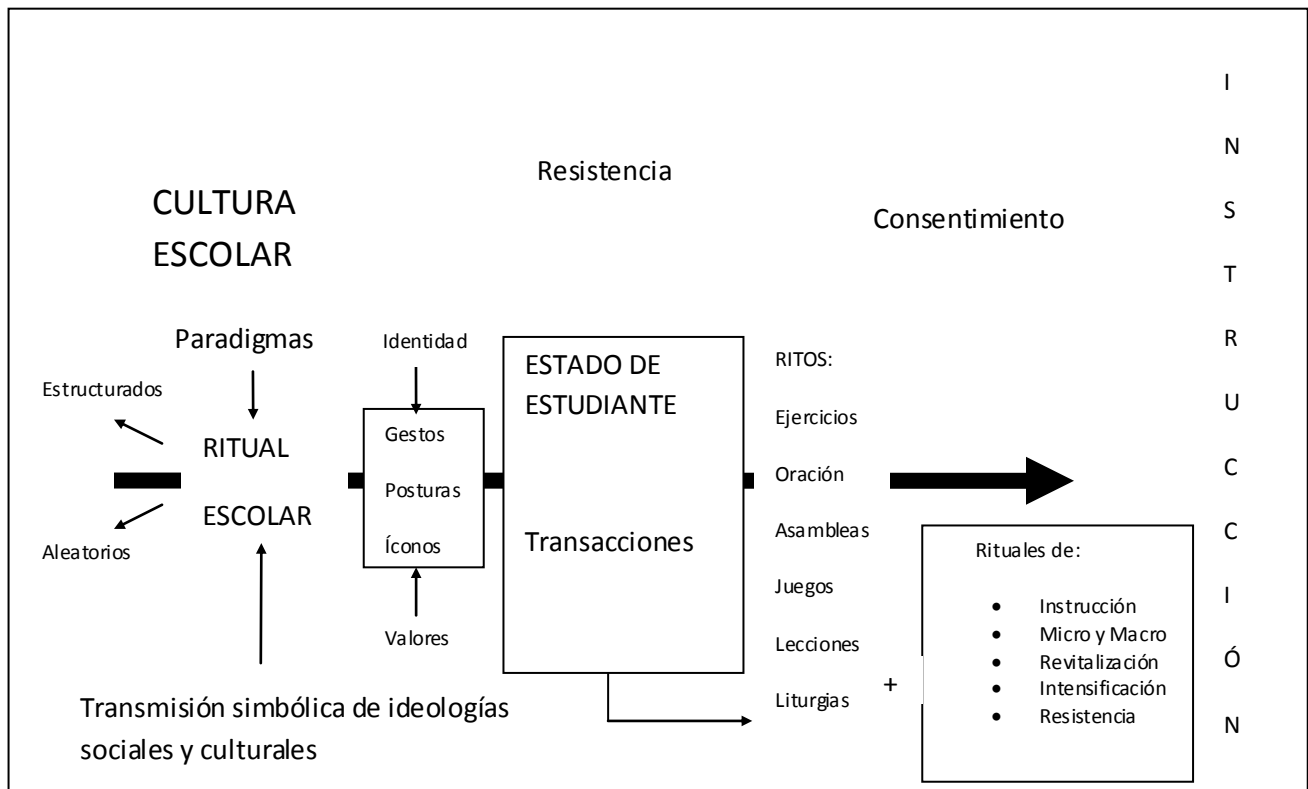 CULTURA
ESCOLAR
Resistencia
Consentimiento
Paradigmas
Estructurados
RITUAL
ESCOLAR
Aleatorios
Transmisión simbólica de ideologías
sociales y culturales
Identidad
Gestos
Posturas
Íconos
Valores
ESTADO DE
ESTUDIANTE
Transacciones
RITOS:
Ejercicios
Oración
Asambleas
Juegos
Lecciones
Liturgias
+
Rituales de:
• Instrucción
• Micro y Macro
• Revitalización
• Intensificación
• Resistencia
I
N
S
T
R
U
C
C
I
Ó
N